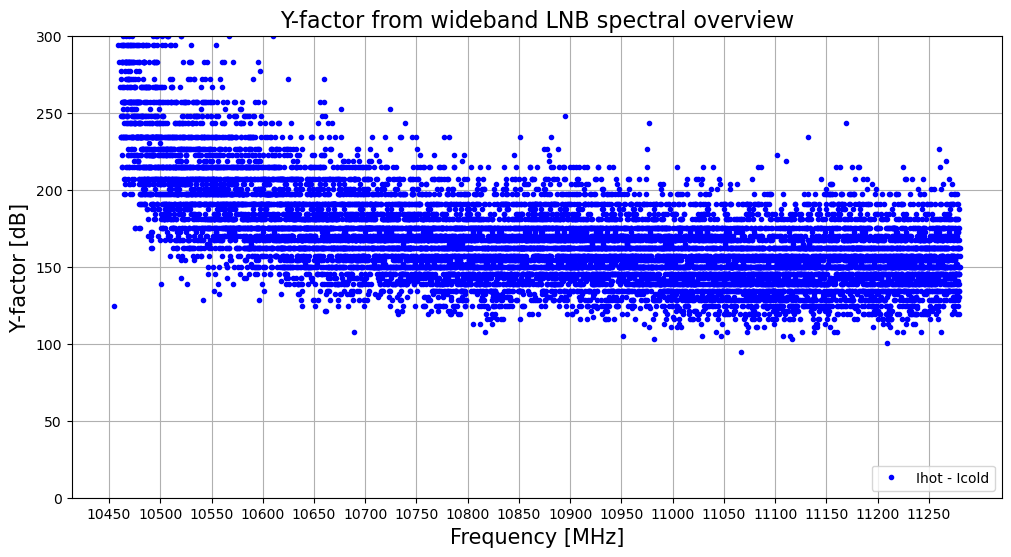 Y-factor from wideband LNB spectral overview
Y-factor [dB]
300
250
200
150
100
50
0
Ihot - Icold
10450 10500 10550 10600 10650 10700 10750 10800 10850 10900 10950 11000 11050 11100 11150 11200 11250
Frequency [MHz]